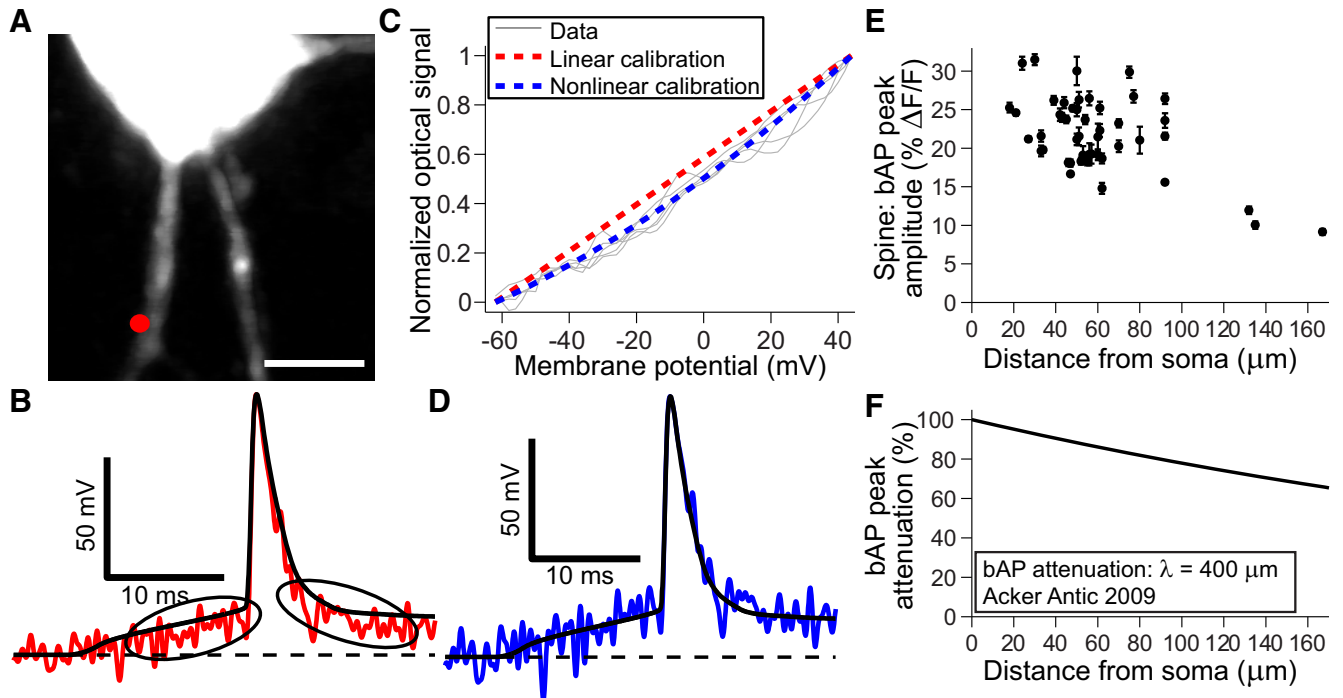 A
B
50 mV
10 ms
C
Data
Linear calibration
Nonlinear calibration
Normalized optical signal
1
0.8
0.6
0.4
0.2
0
-60
-40
-20
0
20
40
Membrane potential (mV)
D
50 mV
10 ms
E
Spine: bAP peak
amplitude (% ΔF/F)
30
25
20
15
10
5
0
0
20
40
60
80
100
120
140
160
Distance from soma (μm)
F
bAP peak
attenuation (%)
100
80
60
40
20
0
bAP attenuation: λ = 400 μm
Acker Antic 2009
0
20
40
60
80
100
120
140
160
Distance from soma (μm)